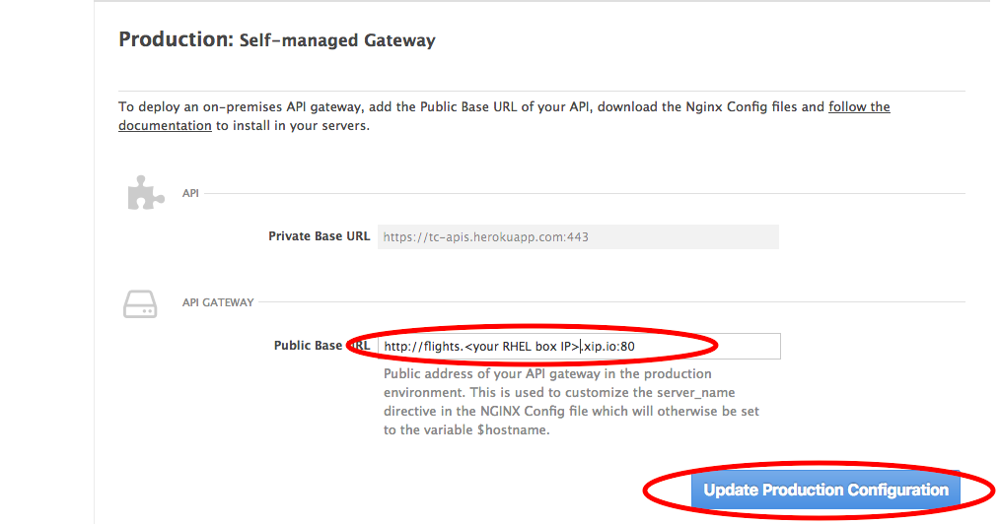 Production: Self-managed Gateway
To deploy an on-premises API gateway, add the Public Base URL of your API, download the Nginx Config files and follow the
documentation to install in your servers.
API
Private Base URL https://tc-apis.herokuapp.com:443
API GATEWAY
Public Base URL http://flights.<your RHEL box IP>.xip.io:80
Public address of your API gateway in the production
environment. This is used to customize the server_name
directive in the NGINX Config file which will otherwise be set
to the variable $hostname.
Update Production Configuration